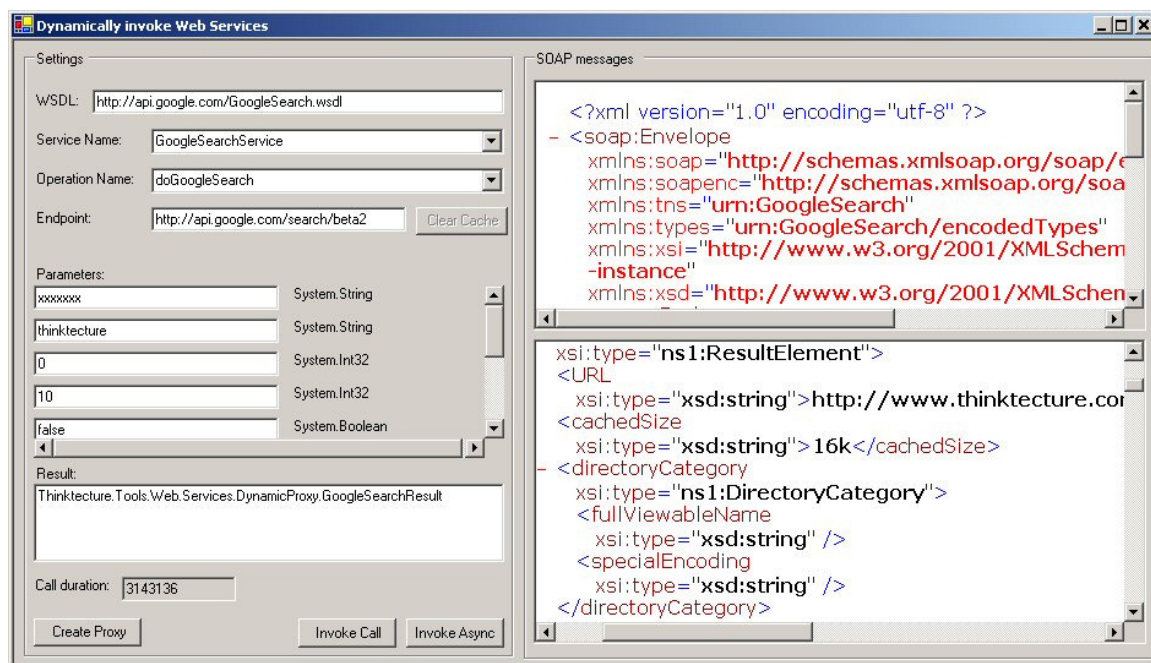 Dynamically invoke Web Services
Settings
WSDL: http://api.google.com/GoogleSearch.wsdl
Service Name: GoogleSearchService
Operation Name: doGoogleSearch
Endpoint: http://api.google.com/search/beta2 Clear Cache
Parameters:
xxxxxxx System.String
thinktecture System.String
0 System.Int32
10 System.Int32
false System.Boolean
Result:
Thinktecture.Tools.Web.Services.DynamicProxy.GoogleSearchResult
Call duration: 3143136
Create Proxy Invoke Call Invoke Async
SOAP messages
<?xml version="1.0" encoding="utf-8" ?>
- <soap:Envelope
xmlns:soap="http://schemas.xmlsoap.org/soap/e
xmlns:soapenc="http://schemas.xmlsoap.org/soa
xmlns:tns="urn:GoogleSearch"
xmlns:types="urn:GoogleSearch/encodedTypes"
xmlns:xsi="http://www.w3.org/2001/XMLSchem
-instance"
xmlns:xsd="http://www.w3.org/2001/XMLSchen
xsi:type="ns1:ResultElement">
<URL
xsi:type="xsd:string">http://www.thinktecture.cor
<cachedSize
xsi:type="xsd:string">16k</cachedSize>
- <directoryCategory
xsi:type="ns1:DirectoryCategory">
<fullViewableName
xsi:type="xsd:string" />
<specialEncoding
xsi:type="xsd:string" />
</directoryCategory>